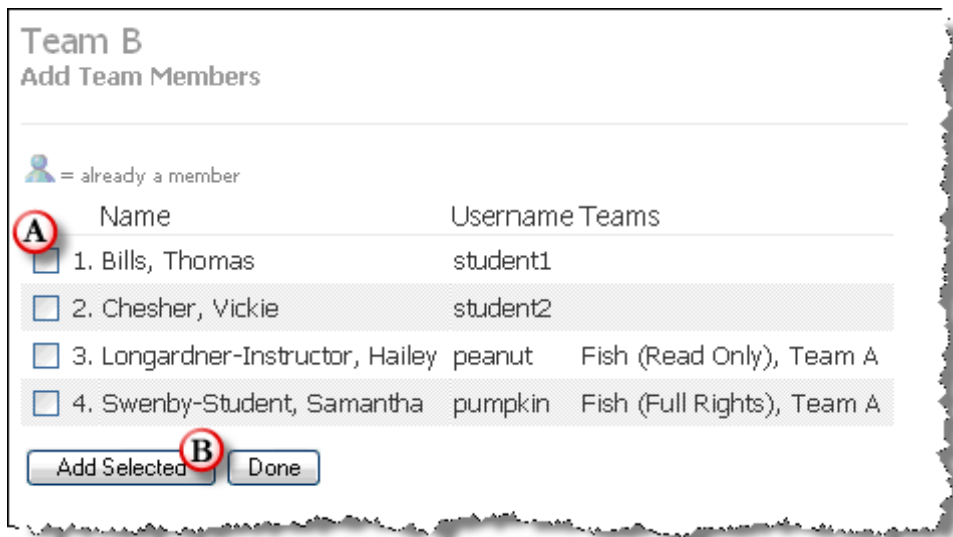 Team B
Add Team Members
= already a member
Name Username Teams
A
1. Bills, Thomas student1
2. Chesher, Vickie student2
3. Longardner-Instructor, Hailey peanut Fish (Read Only), Team A
4. Swenby-Student, Samantha pumpkin Fish (Full Rights), Team A
Add Selected B Done